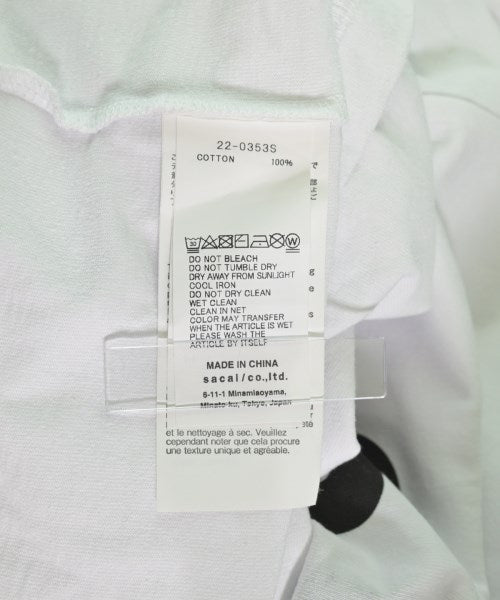 22-0353S
COTTON 100%
30 W
DO NOT BLEACH
DO NOT TUMBLE DRY
DRY AWAY FROM SUNLIGHT
COOL IRON
DO NOT DRY CLEAN
WET CLEAN
CLEAN IN NET
COLOR MAY TRANSFER
WHEN THE ARTICLE IS WET
PLEASE WASH THE
ARTICLE BY ITSELF
MADE IN CHINA
sacai/co.,ltd.
6-11-1 Minamiaoyama,
Minato-ku, Tokyo, Japan
et le nettoyage à sec. Veuillez
cependant noter que cela procure
une texture unique et agréable.